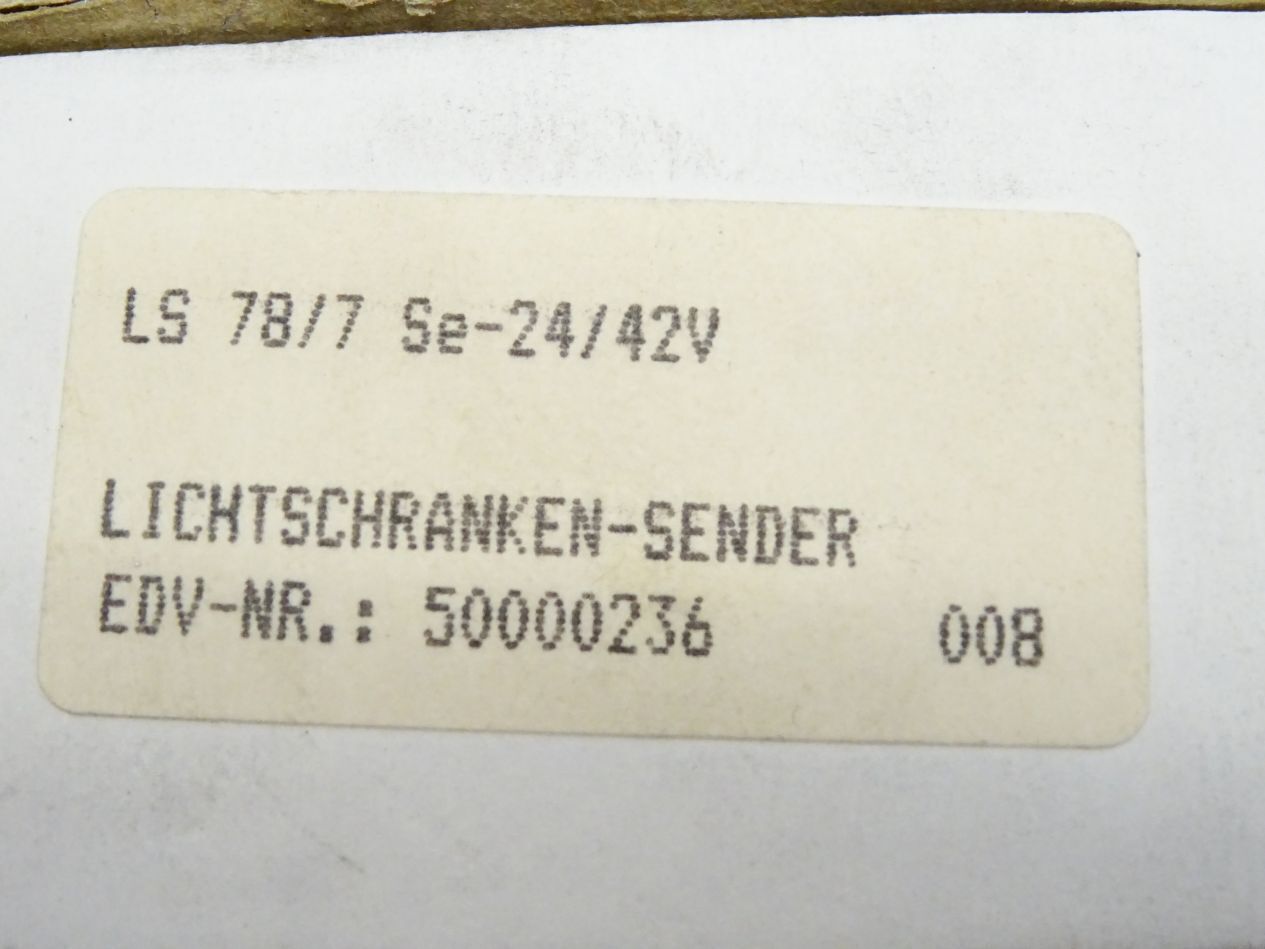 LS 78/7 Se-24/42V
LICHTSCHRANKEN-SENDER
EDV-NR.: 50000236 008